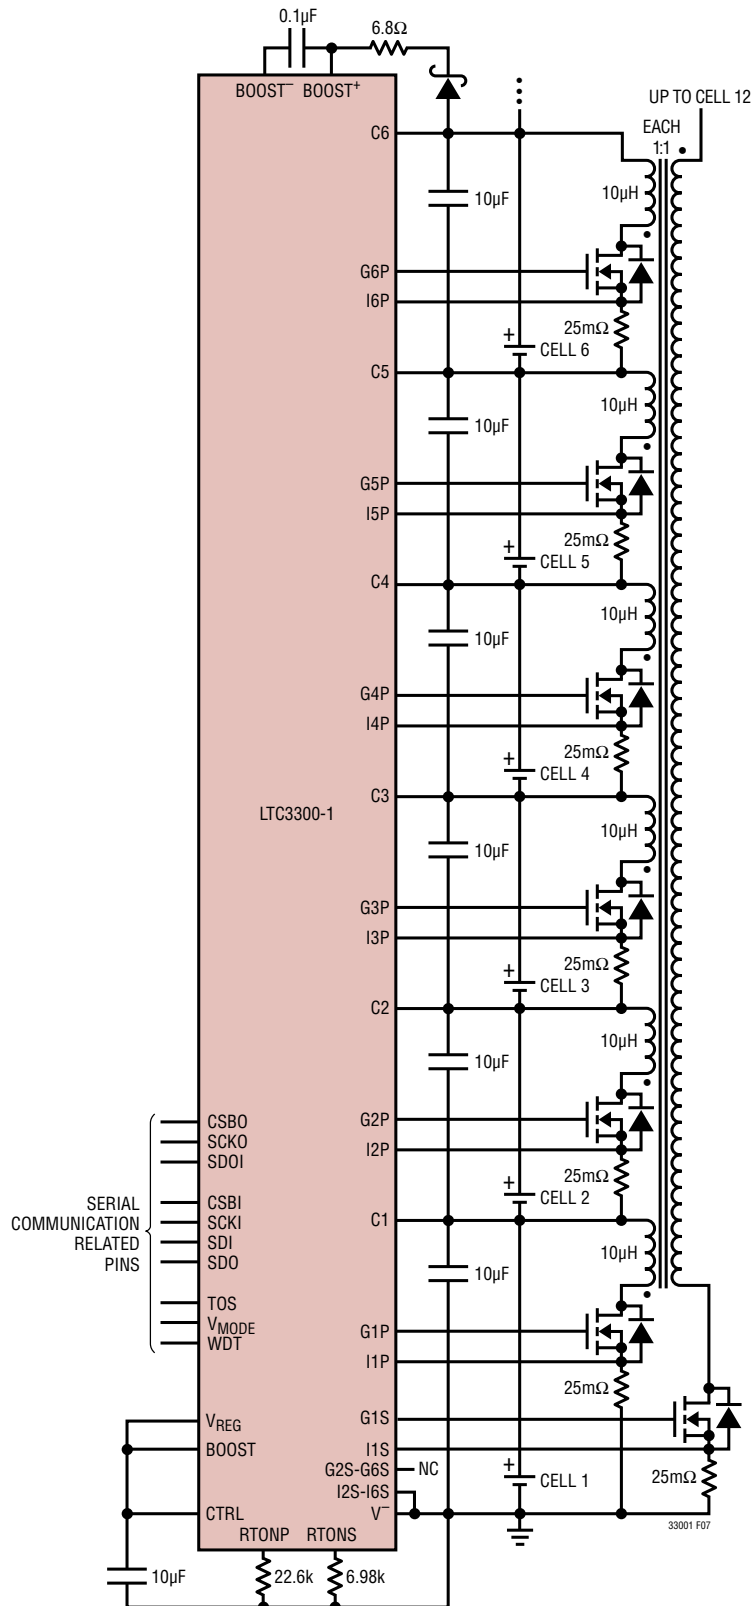 0.1µF
6.8Ω
BOOST⁻ BOOST⁺
UP TO CELL 12
C6
EACH
1:1
10µH
10µF
G6P
I6P
25mΩ
+
CELL 6
C5
10µH
10µF
G5P
I5P
25mΩ
+
CELL 5
C4
10µH
10µF
G4P
I4P
25mΩ
+
CELL 4
C3
LTC3300-1
10µH
10µF
G3P
I3P
25mΩ
+
CELL 3
C2
10µH
10µF
G2P
I2P
25mΩ
+
CELL 2
C1
10µH
10µF
G1P
I1P
25mΩ
G1S
I1S
G2S-G6S
NC
I2S-I6S
V⁻
+
CELL 1
25mΩ
SERIAL
COMMUNICATION
RELATED
PINS
CSBO
SCKO
SDOI
CSBI
SCKI
SDI
SDO
TOS
VMODE
WDT
VREG
BOOST
CTRL
RTONP RTONS
10µF
22.6k
6.98k
33001 F07